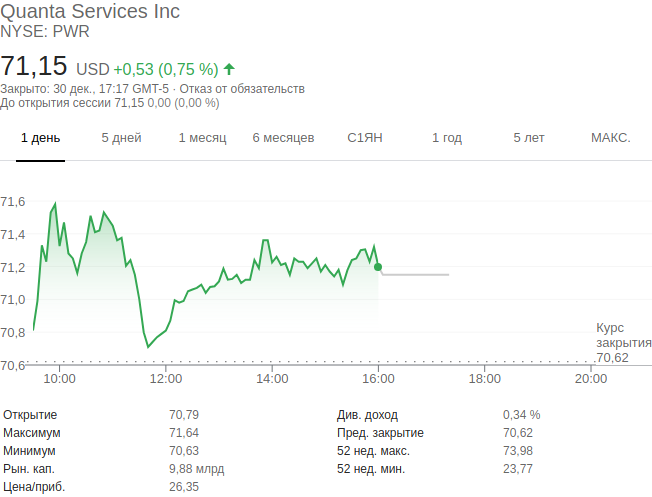 Quanta Services Inc
NYSE: PWR
71,15 USD +0,53 (0,75 %)
Закрыто: 30 дек., 17:17 GMT-5 · Отказ от обязательств
До открытия сессии 71,15 0,00 (0,00 %)
1 день 5 дней 1 месяц 6 месяцев С1ЯН 1 год 5 лет МАКС.
71,6
71,4
71,2
71,0
70,8
70,6
Курс
закрытия
70,62
10:00 12:00 14:00 16:00 18:00 20:00
Открытие 70,79 Див. доход 0,34 %
Максимум 71,64 Пред. закрытие 70,62
Минимум 70,63 52 нед. макс. 73,98
Рын. кап. 9,88 млрд 52 нед. мин. 23,77
Цена/приб. 26,35